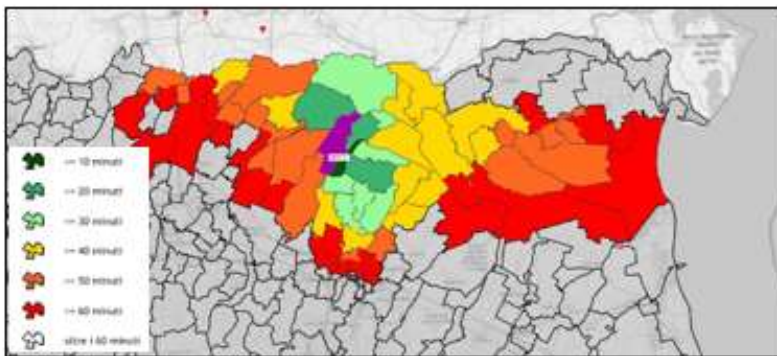 <= 10 minuti
<= 20 minuti
<= 30 minuti
<= 40 minuti
<= 50 minuti
<= 60 minuti
oltre i 60 minuti